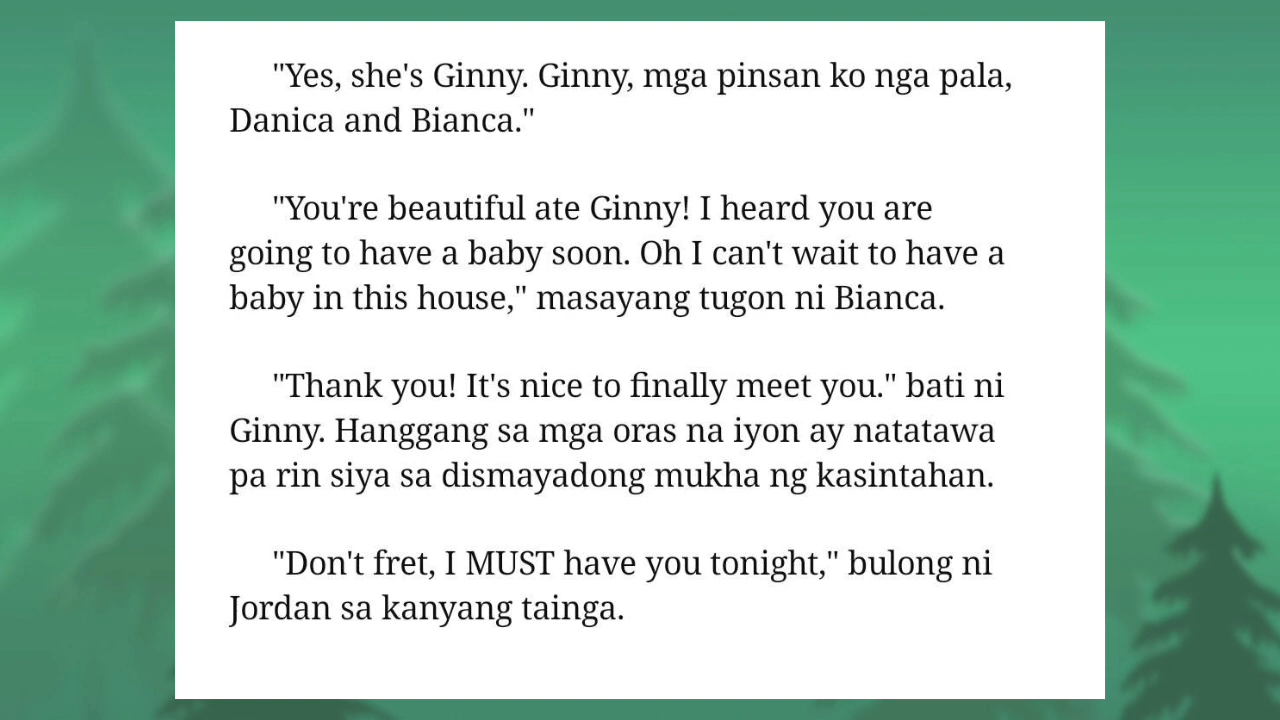 "Yes, she's Ginny. Ginny, mga pinsan ko nga pala,
Danica and Bianca."
"You're beautiful ate Ginny! I heard you are
going to have a baby soon. Oh I can't wait to have a
baby in this house," masayang tugon ni Bianca.
"Thank you! It's nice to finally meet you." bati ni
Ginny. Hanggang sa mga oras na iyon ay natatawa
pa rin siya sa dismayadong mukha ng kasintahan.
"Don't fret, I MUST have you tonight," bulong ni
Jordan sa kanyang tainga.